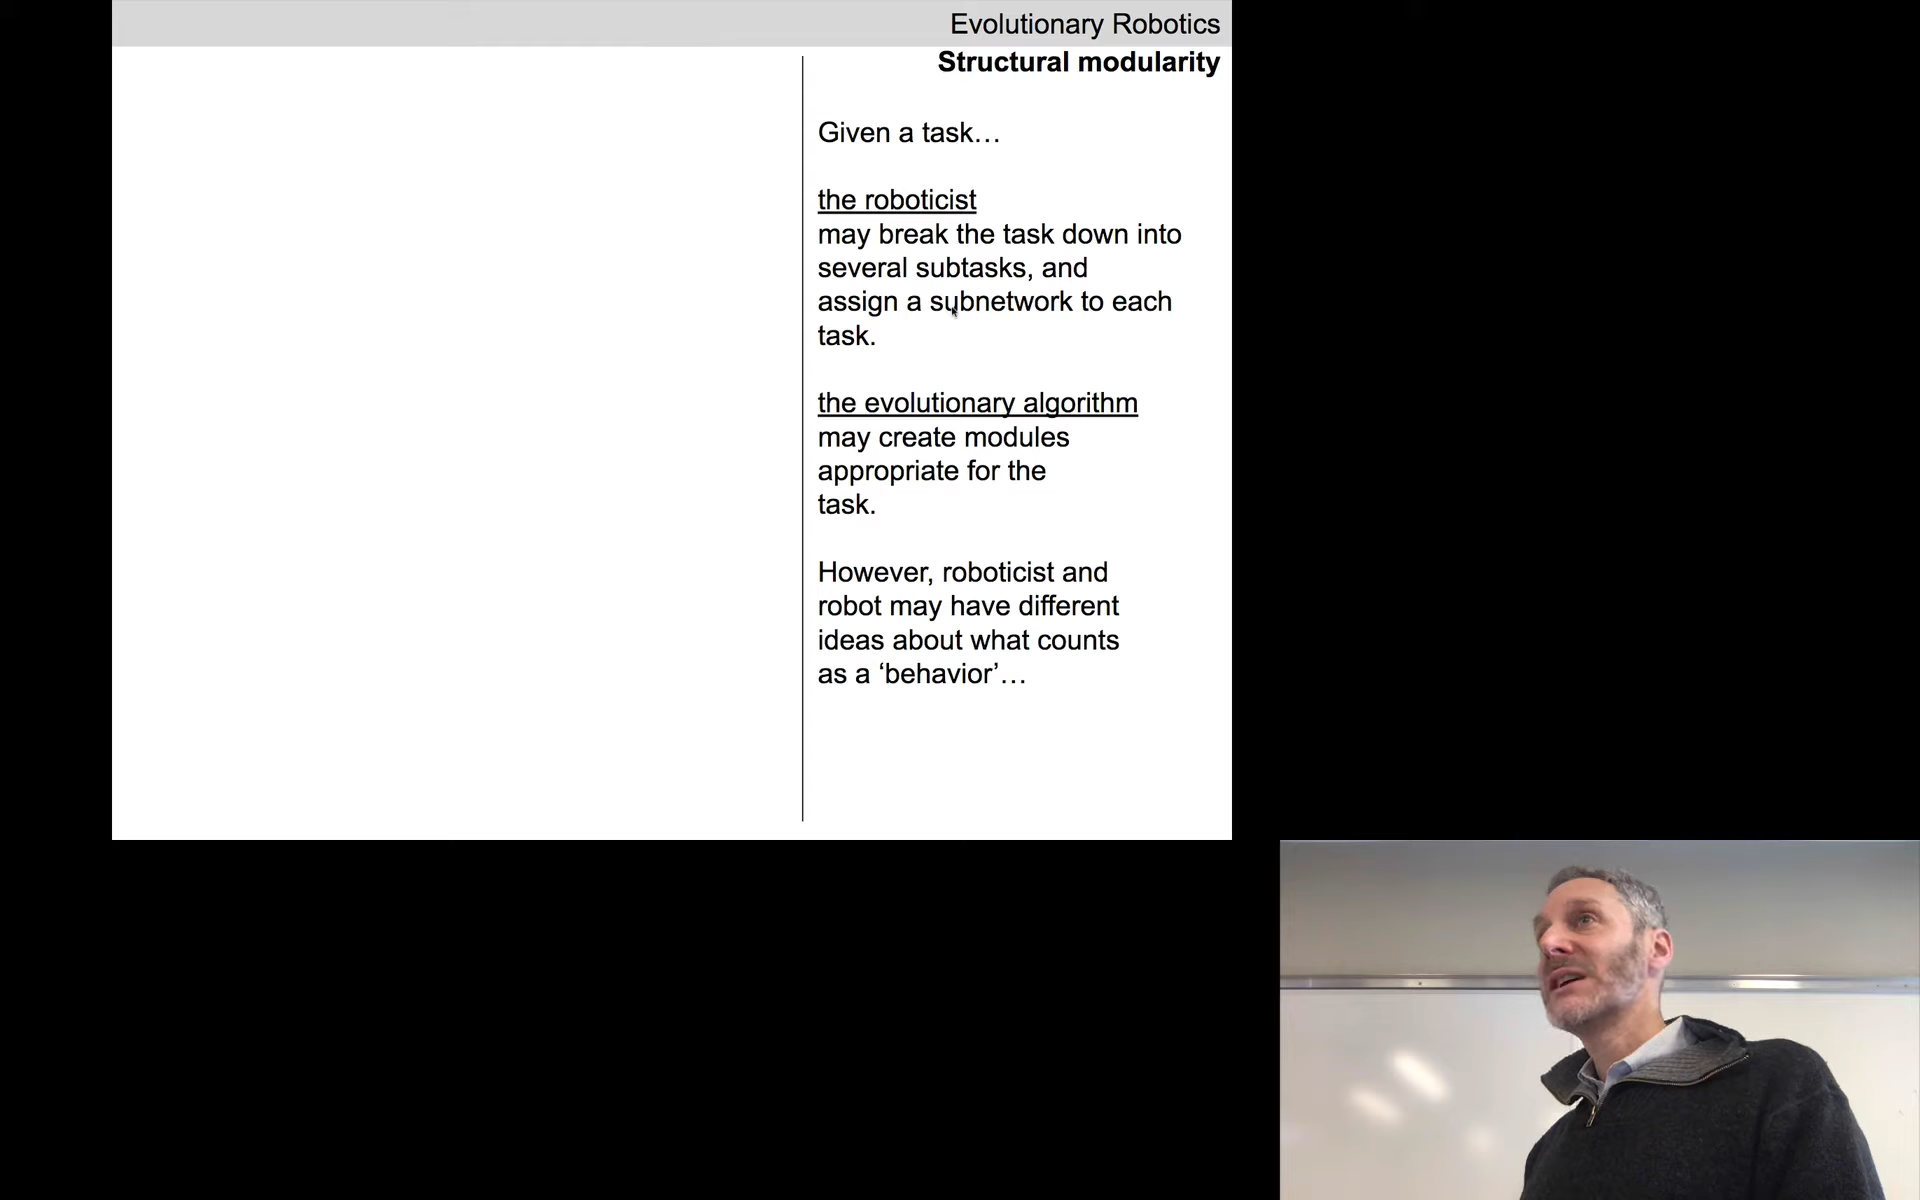 Evolutionary Robotics
Structural modularity
Given a task…
the roboticist
may break the task down into
several subtasks, and
assign a subnetwork to each
task.
the evolutionary algorithm
may create modules
appropriate for the
task.
However, roboticist and
robot may have different
ideas about what counts
as a ‘behavior’…